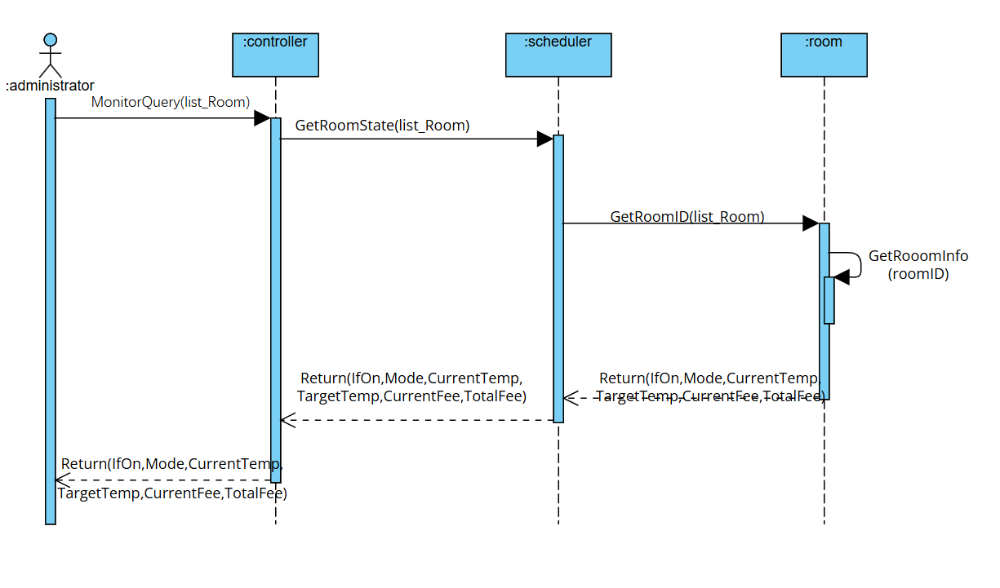 :controller
:scheduler
:room
:administrator
MonitorQuery(list_Room)
GetRoomState(list_Room)
GetRoomID(list_Room)
GetRooomInfo
(roomID)
Return(IfOn,Mode,CurrentTemp,
TargetTemp,CurrentFee,TotalFee)
Return(IfOn,Mode,CurrentTemp,
TargetTemp,CurrentFee,TotalFee)
Return(IfOn,Mode,CurrentTemp,
TargetTemp,CurrentFee,TotalFee)